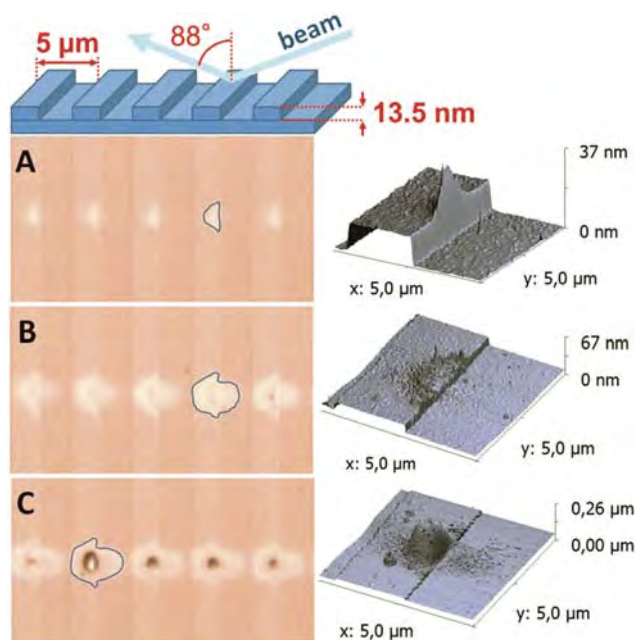 5 µm
88°
beam
13.5 nm
A
37 nm
0 nm
x: 5,0 µm
y: 5,0 µm
B
67 nm
0 nm
x: 5,0 µm
y: 5,0 µm
C
0,26 µm
0,00 µm
x: 5,0 µm
y: 5,0 µm